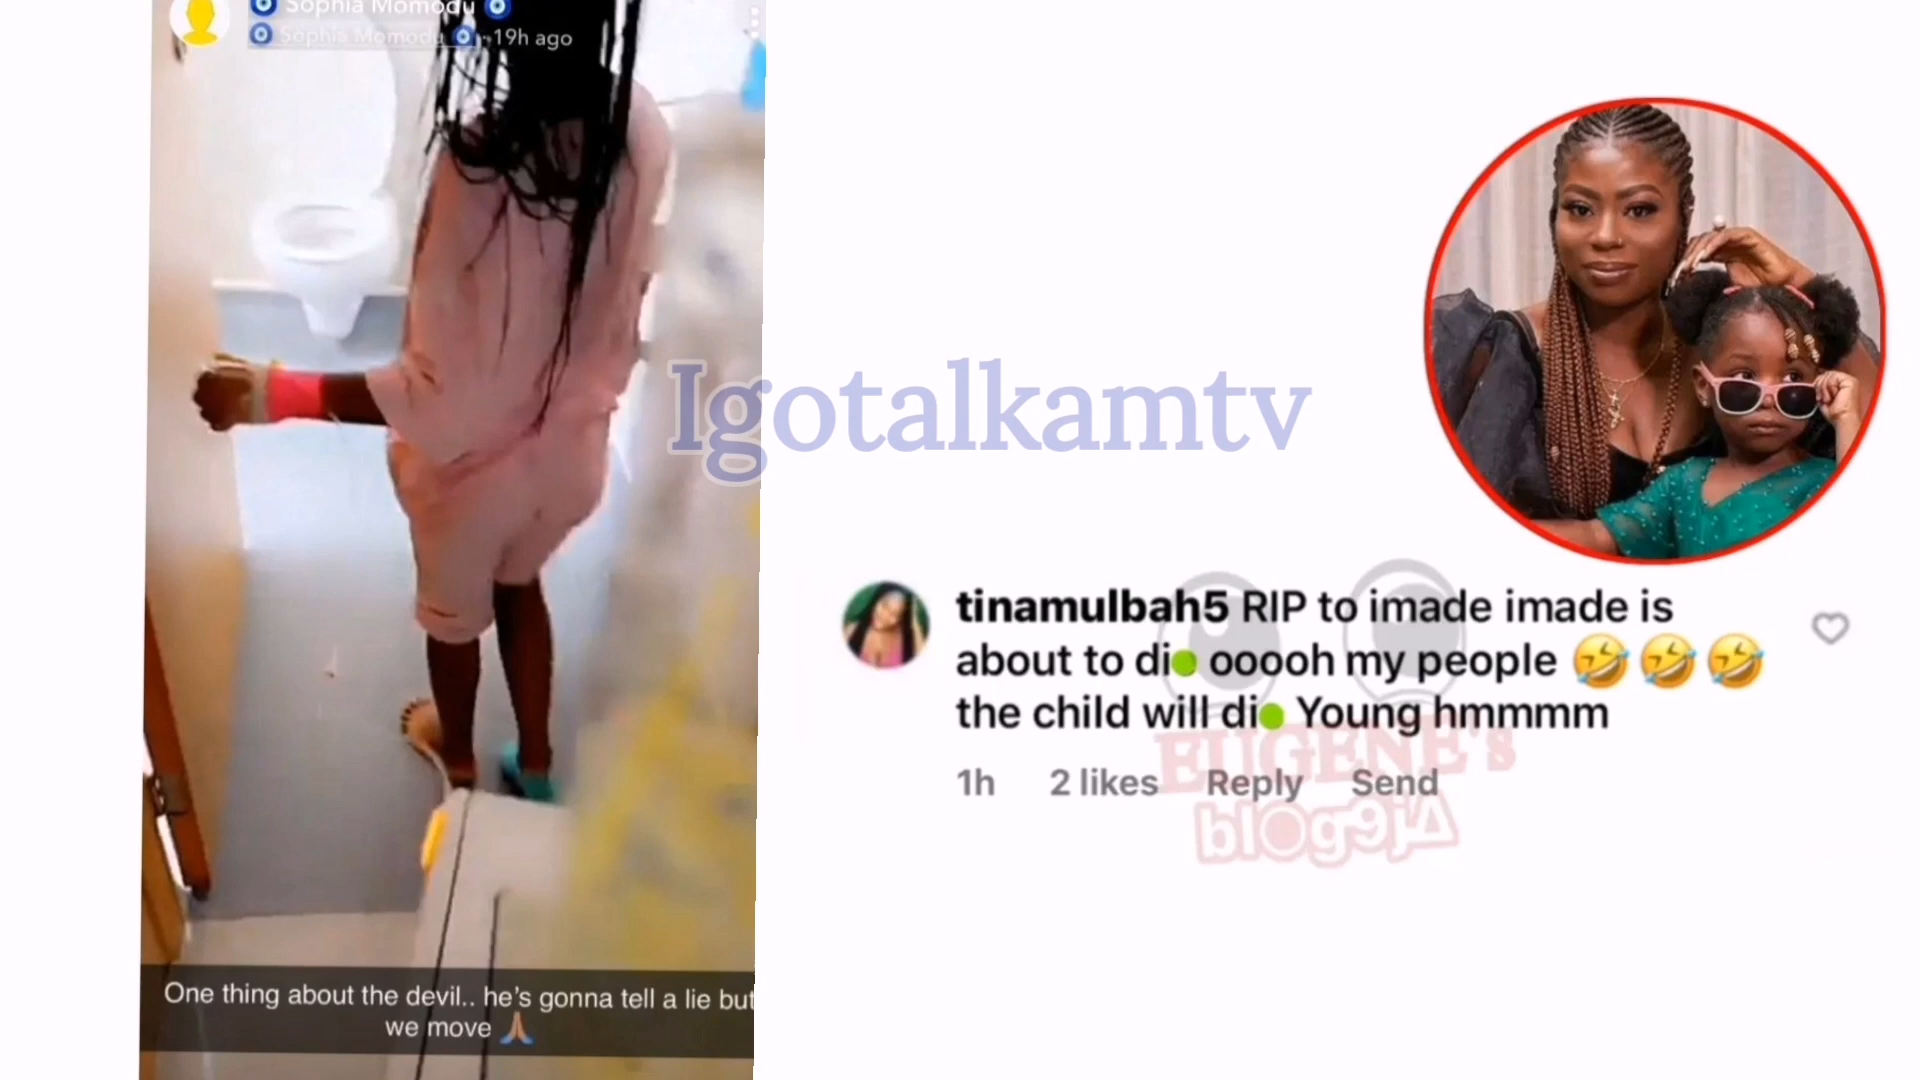 Sophia Momodu
Sophia Momodu 19h ago
Igotalkamtv
tinamulbah5 RIP to imade imade is
about to di ooooh my people 🤣🤣🤣
the child will di Young hmmmm
1h 2 likes Reply Send
EUGENE's
blog9jA
One thing about the devil.. he's gonna tell a lie but
we move 🙏🏽